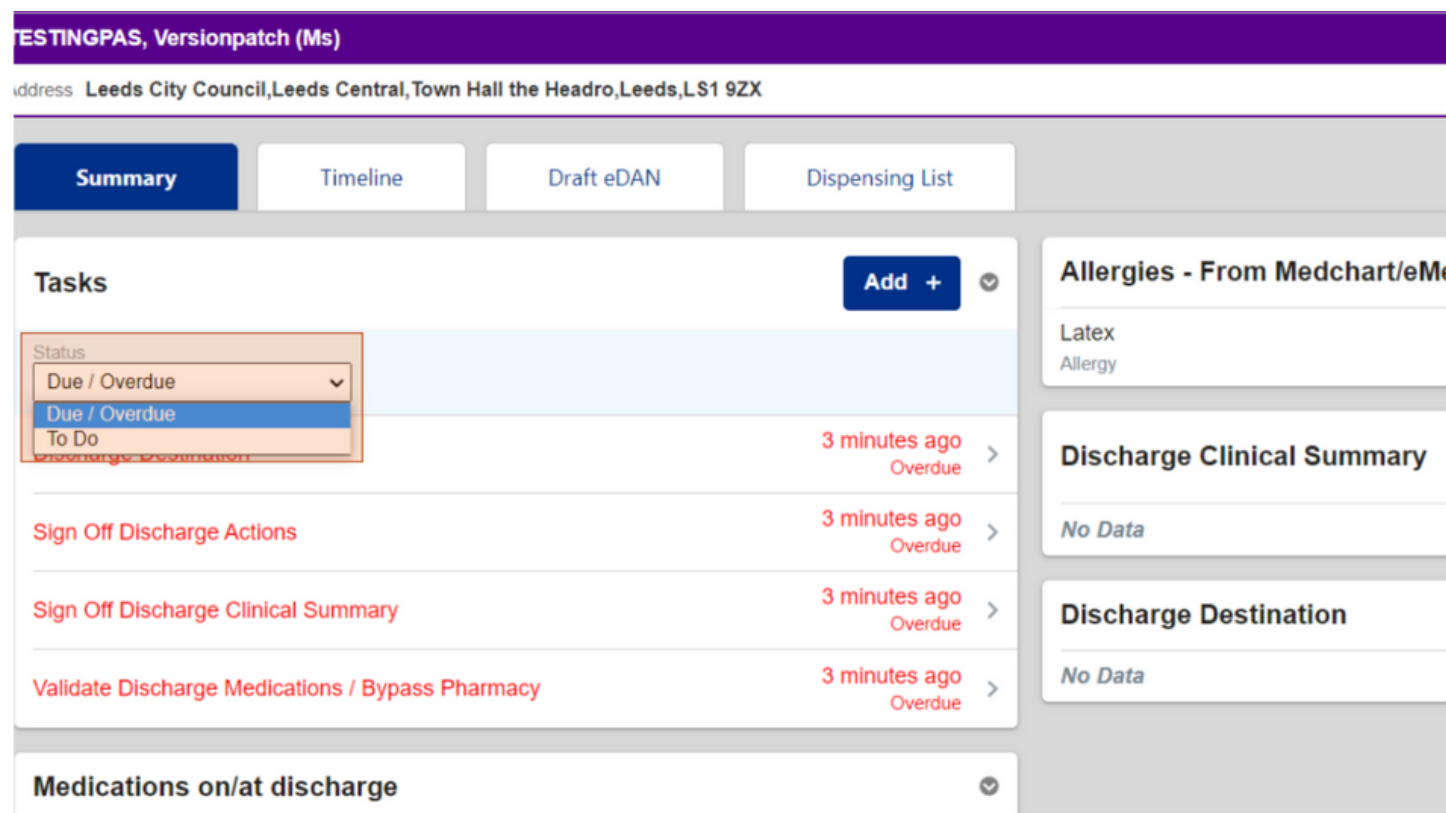 TESTINGPAS, Versionpatch (Ms)
Address Leeds City Council,Leeds Central,Town Hall the Headro,Leeds,LS1 9ZX
Summary
Timeline
Draft eDAN
Dispensing List
Tasks
Add +
Status
Due / Overdue
Due / Overdue
To Do
Discharge Destination
3 minutes ago
Overdue
Sign Off Discharge Actions
3 minutes ago
Overdue
Sign Off Discharge Clinical Summary
3 minutes ago
Overdue
Validate Discharge Medications / Bypass Pharmacy
3 minutes ago
Overdue
Medications on/at discharge
Allergies - From Medchart/eMe
Latex
Allergy
Discharge Clinical Summary
No Data
Discharge Destination
No Data